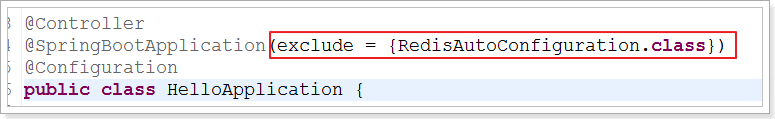 @Controller
@SpringBootApplication(exclude = {RedisAutoConfiguration.class})
@Configuration
public class HelloApplication {